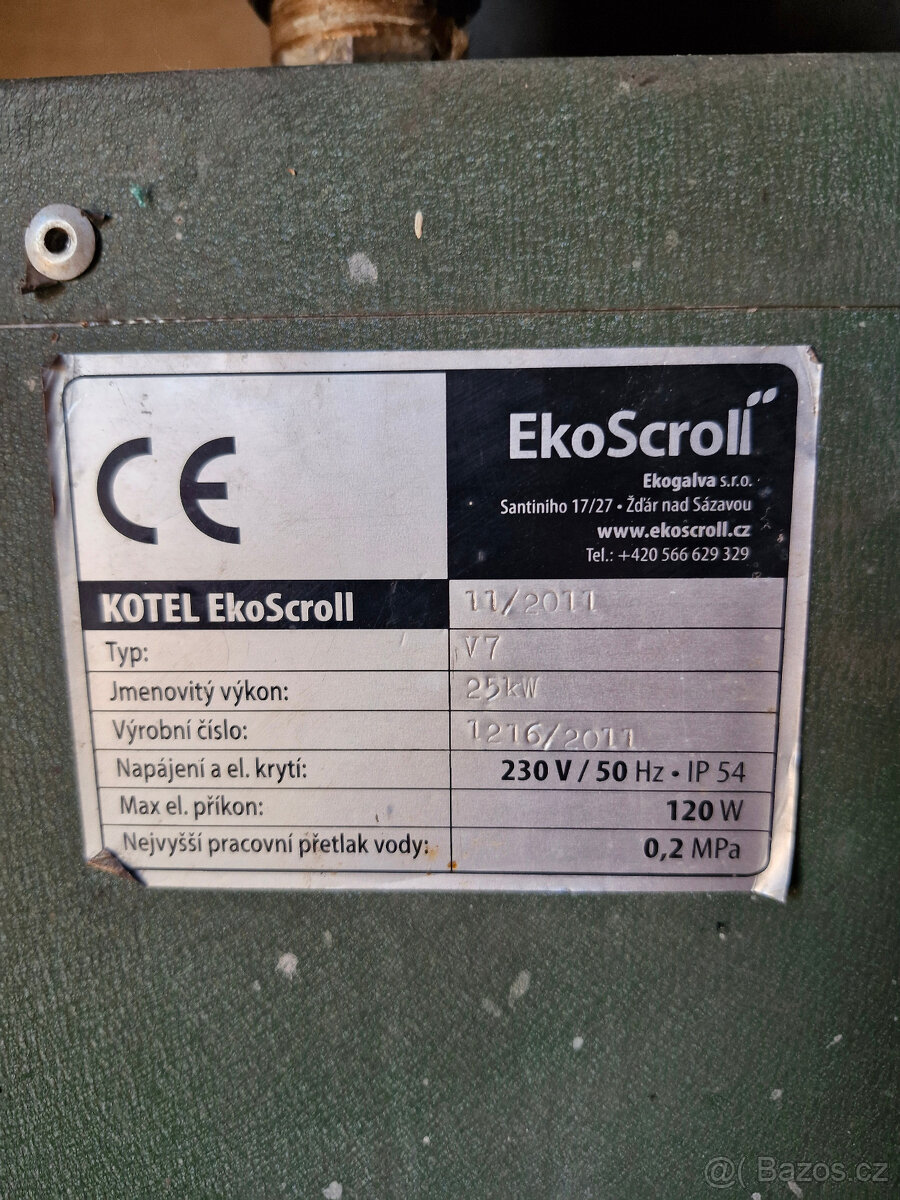 CE
EkoScroll
Ekogalva s.r.o.
Santiniho 17/27 • Žďár nad Sázavou
www.ekoscroll.cz
Tel.: +420 566 629 329
KOTEL EkoScroll 11/2011
Typ: V7
Jmenovitý výkon: 25kW
Výrobní číslo: 1216/2011
Napájení a el. krytí: 230 V / 50 Hz • IP 54
Max el. příkon: 120 W
Nejvyšší pracovní přetlak vody: 0,2 MPa
@( Bazos.cz